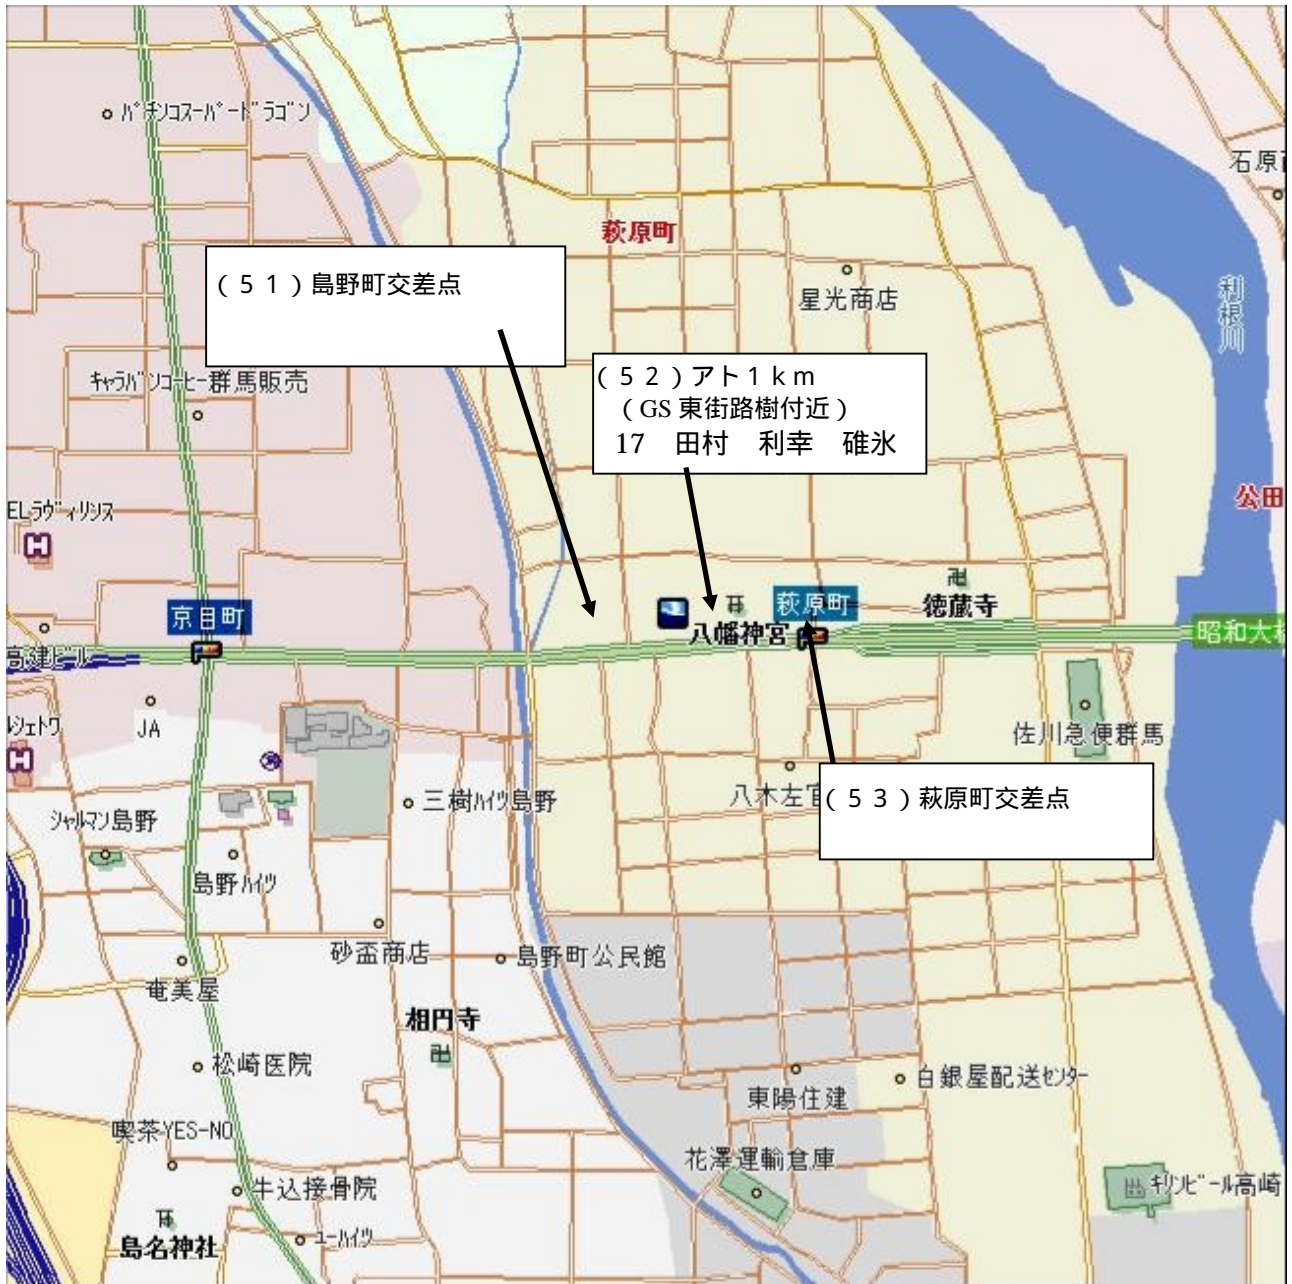 ﾊﾟﾁﾝｺｽｰﾊﾟｰﾄﾞﾗｺﾞﾝ
石原
萩原町
（５１）島野町交差点
星光商店
利根川
（５２）アト１ｋｍ
（GS 東街路樹付近）
17　田村　利幸　碓氷
ｷｬﾗﾊﾞﾝｺｰﾋｰ群馬販売
ELﾗｳﾞｨﾘﾝｽ
公田
京目町
萩原町
徳蔵寺
八幡神宮
昭和大
高建ﾋﾞﾙ
JA
ﾙｼｪﾄﾜ
佐川急便群馬
八木左官
（５３）萩原町交差点
三樹ﾊｲﾂ島野
ｼｬﾙﾏﾝ島野
島野ﾊｲﾂ
砂盃商店
島野町公民館
奄美屋
相円寺
松崎医院
東陽住建
白銀屋配送ｾﾝﾀｰ
喫茶YES-NO
花澤運輸倉庫
牛込接骨院
ｷﾘﾝﾋﾞｰﾙ高崎
島名神社
ﾕｰﾊｲﾂ